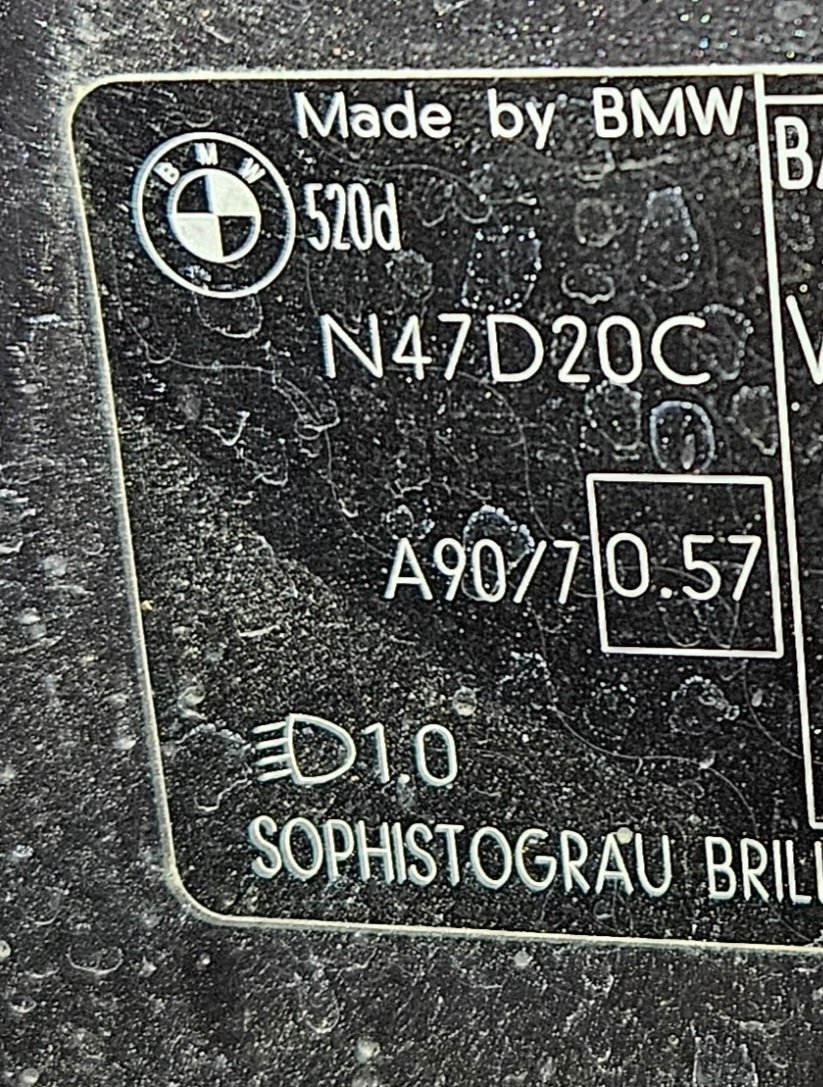 Made by BMW
BMW
520d
N47D20C
A90/7 0.57
1.0
SOPHISTOGRAU